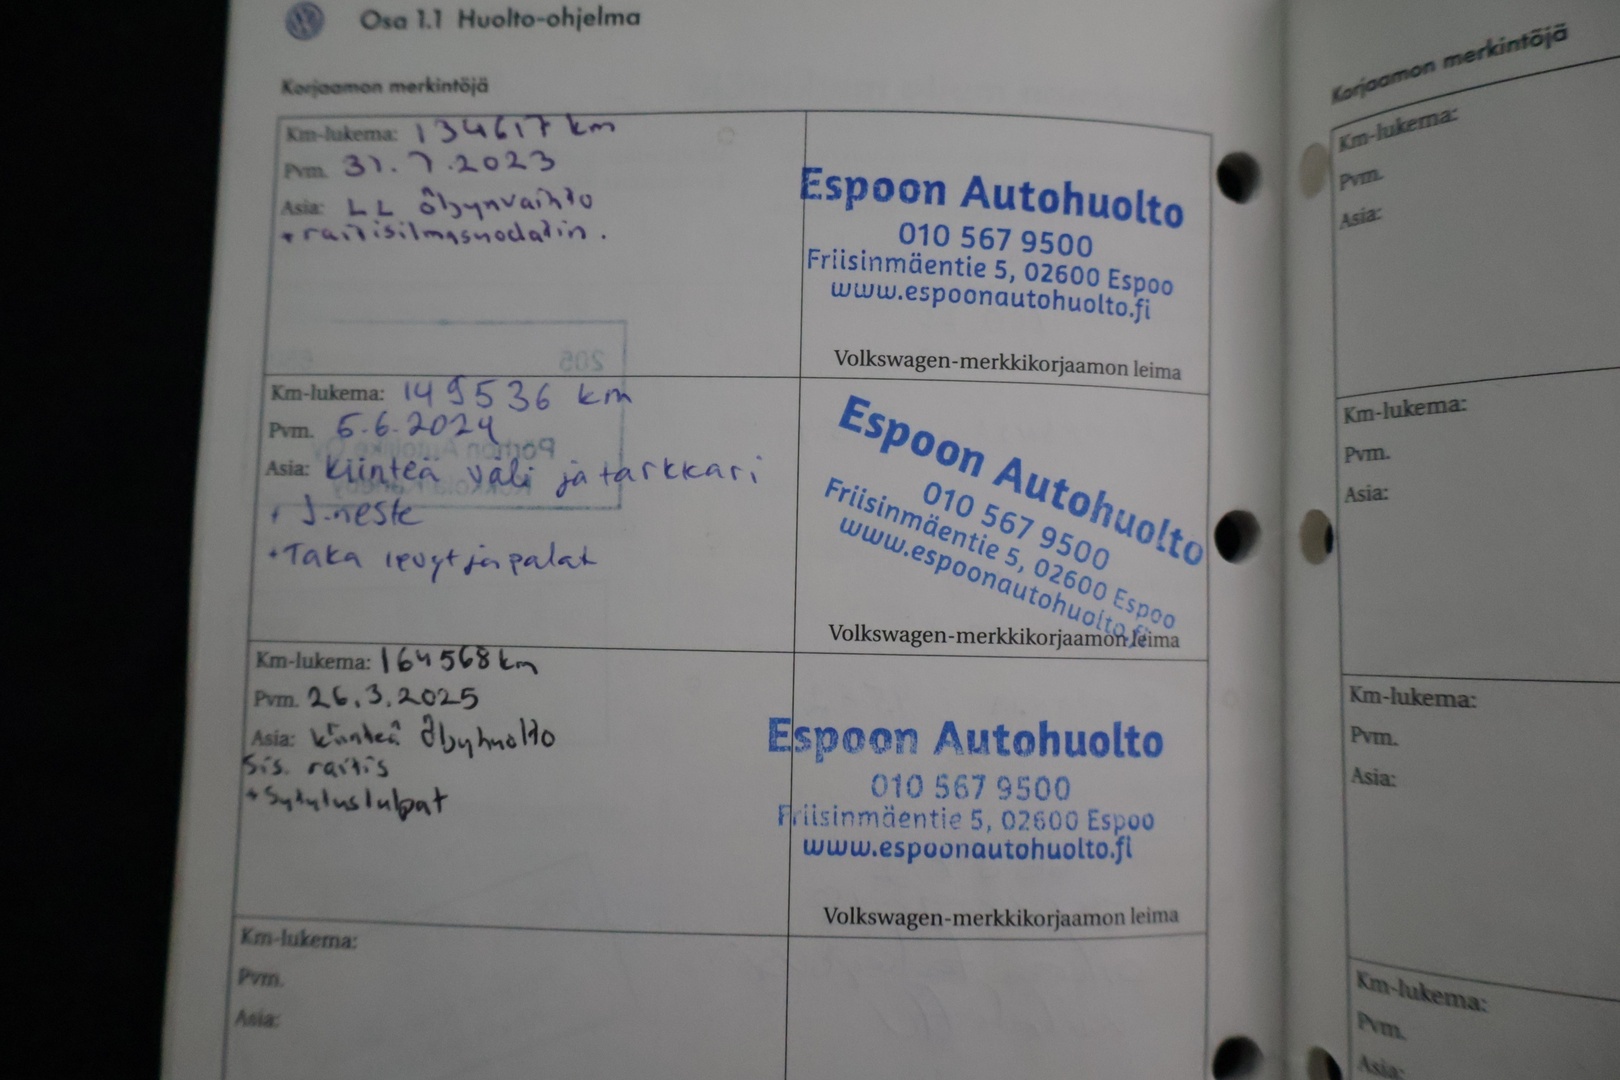 Osa 1.1 Huolto-ohjelma
Korjaamon merkintöjä
Km-lukema: 134617 km
Pvm. 31.7.2023
Asia: LL öljynvaihto
+ raitisilmasuodatin.
Espoon Autohuolto
010 567 9500
Friisinmäentie 5, 02600 Espoo
www.espoonautohuolto.fi
Volkswagen-merkkikorjaamon leima
Km-lukema: 149536 km
Pvm. 5.6.2024
Asia: kiinteä väli ja tarkkari
+ J.neste
+ Taka levyt ja palat
Espoon Autohuolto
010 567 9500
Friisinmäentie 5, 02600 Espoo
www.espoonautohuolto.fi
Volkswagen-merkkikorjaamon leima
Km-lukema: 164568 km
Pvm. 26.3.2025
Asia: kiinteä öljyhuolto
Sis. raitis
+ Sytytystulpat
Espoon Autohuolto
010 567 9500
Friisinmäentie 5, 02600 Espoo
www.espoonautohuolto.fi
Volkswagen-merkkikorjaamon leima
Km-lukema:
Pvm.
Asia:
Korjaamon merkintöjä
Km-lukema:
Pvm.
Asia:
Km-lukema:
Pvm.
Asia:
Km-lukema:
Pvm.
Asia:
Km-lukema:
Pvm.
Asia: